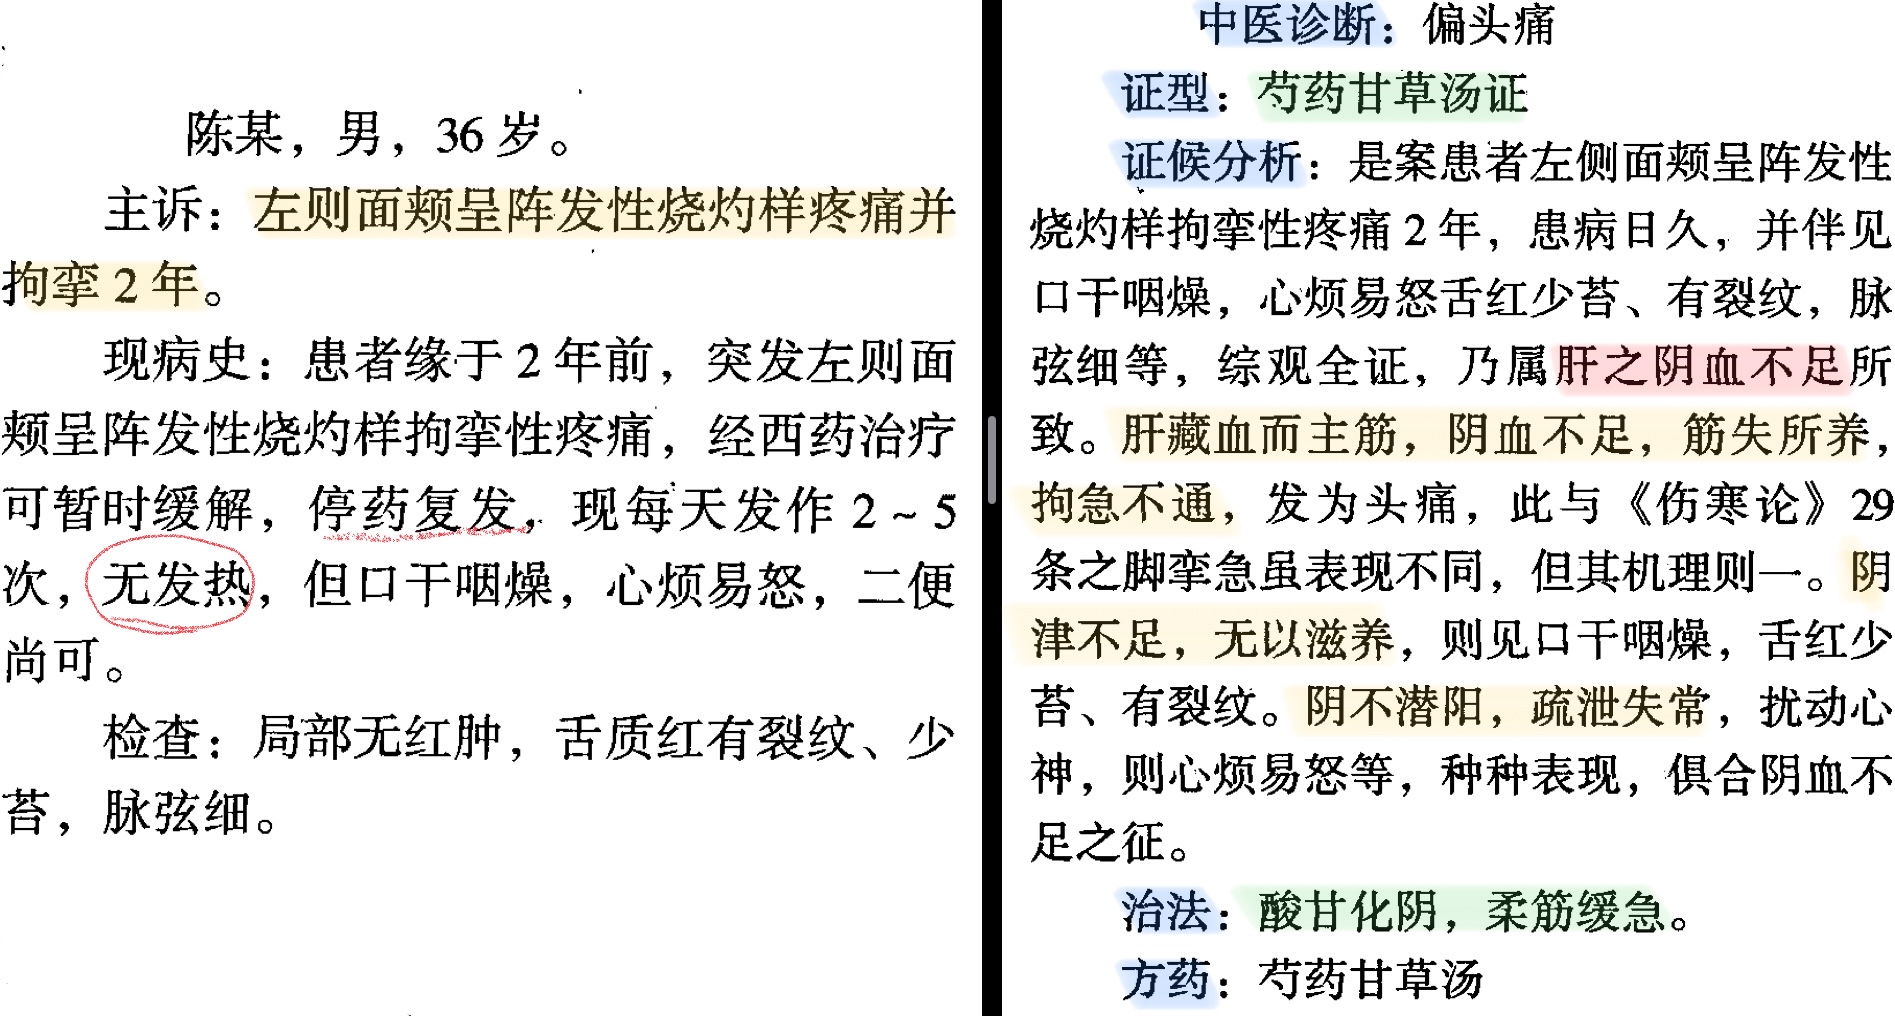 陈某，男，36岁。
主诉：左则面颊呈阵发性烧灼样疼痛并
拘挛2年。
现病史：患者缘于2年前，突发左则面
颊呈阵发性烧灼样拘挛性疼痛，经西药治疗
可暂时缓解，停药复发，现每天发作2~5
次，无发热，但口干咽燥，心烦易怒，二便
尚可。
检查：局部无红肿，舌质红有裂纹、少
苔，脉弦细。
中医诊断：偏头痛
证型：芍药甘草汤证
证候分析：是案患者左侧面颊呈阵发性
烧灼样拘挛性疼痛2年，患病日久，并伴见
口干咽燥，心烦易怒舌红少苔、有裂纹，脉
弦细等，综观全证，乃属肝之阴血不足所
致。肝藏血而主筋，阴血不足，筋失所养，
拘急不通，发为头痛，此与《伤寒论》29
条之脚挛急虽表现不同，但其机理则一。阴
津不足，无以滋养，则见口干咽燥，舌红少
苔、有裂纹。阴不潜阳，疏泄失常，扰动心
神，则心烦易怒等，种种表现，俱合阴血不
足之征。
治法：酸甘化阴，柔筋缓急。
方药：芍药甘草汤